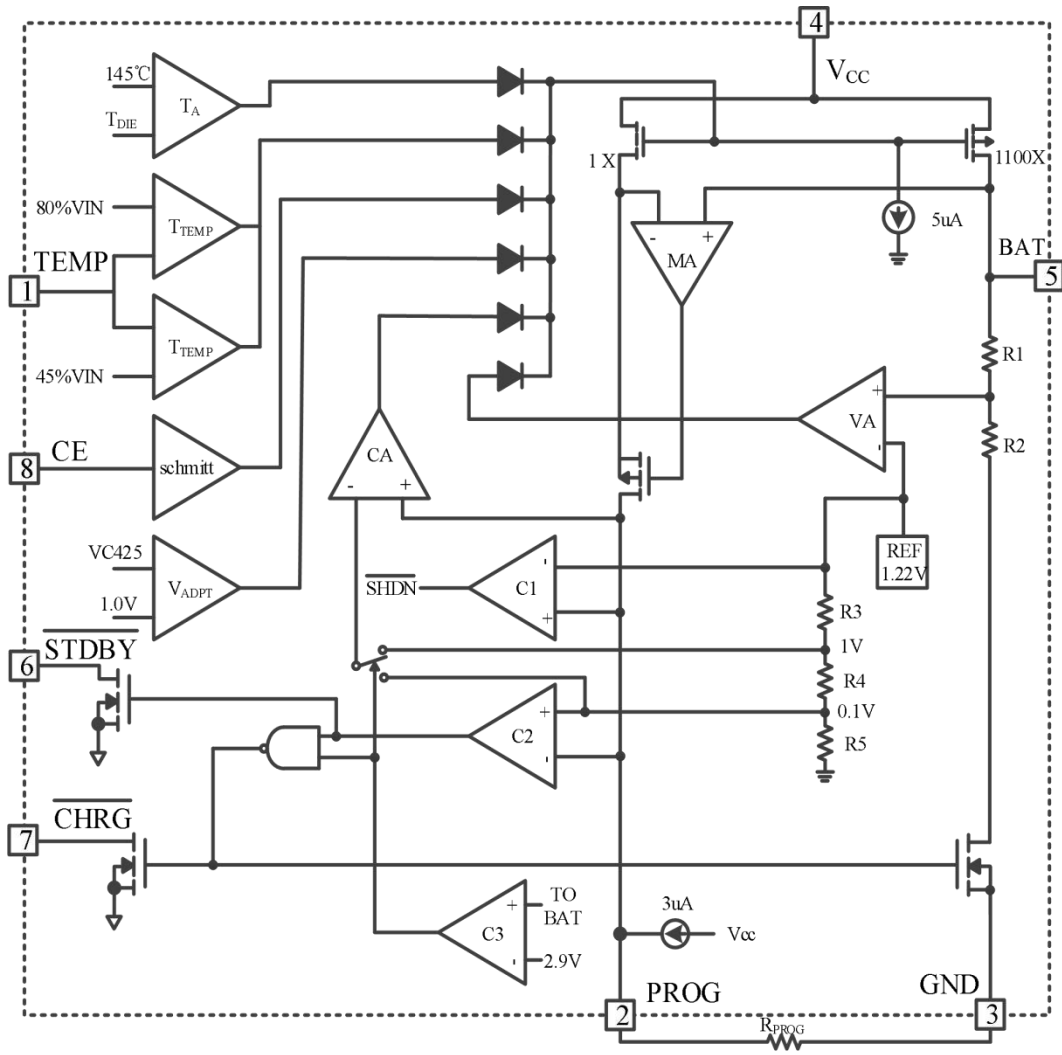 4
VCC
145℃
TA
TDIE
1 X
1100X
80%VIN
TTEMP
5uA
- +
MA
BAT
5
TEMP
1
TTEMP
45%VIN
R1
+
VA
-
R2
CE
8
schmitt
CA
- +
REF
1.22V
VC425
VADPT
1.0V
SHDN
-
C1
+
R3
1V
STDBY
6
R4
0.1V
+
C2
-
R5
CHRG
7
TO
BAT
+
C3
-
2.9V
3uA
Vcc
PROG
2
GND
3
RPROG